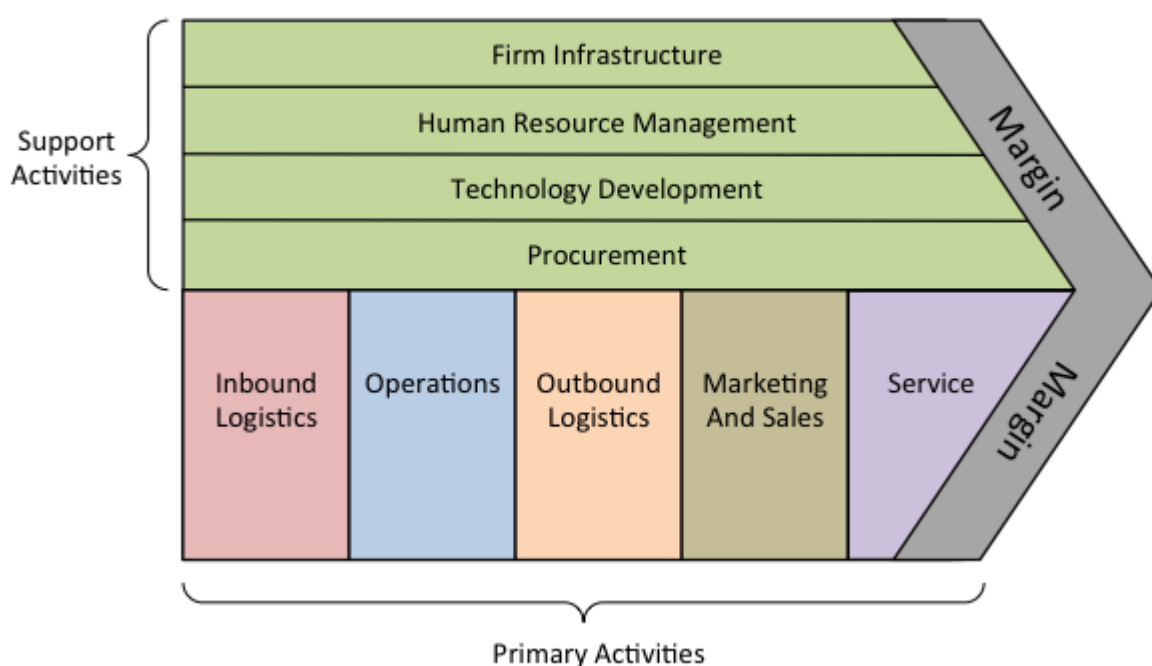 Support
Activities
Firm Infrastructure
Human Resource Management
Technology Development
Procurement
Margin
Inbound
Logistics
Operations
Outbound
Logistics
Marketing
And Sales
Service
Margin
Primary Activities